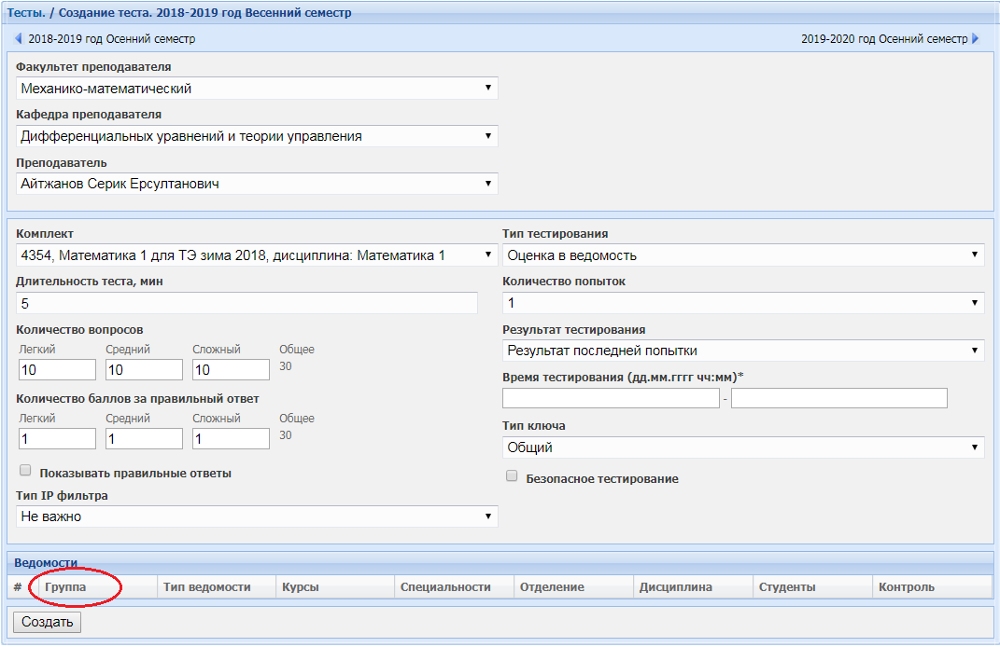 Тесты. / Создание теста. 2018-2019 год Весенний семестр
2018-2019 год Осенний семестр
2019-2020 год Осенний семестр
Факультет преподавателя
Механико-математический
Кафедра преподавателя
Дифференциальных уравнений и теории управления
Преподаватель
Айтжанов Серик Ерсултанович
Комплект
4354, Математика 1 для ТЭ зима 2018, дисциплина: Математика 1
Длительность теста, мин
5
Количество вопросов
Легкий Средний Сложный Общее
10 10 10 30
Количество баллов за правильный ответ
Легкий Средний Сложный Общее
1 1 1 30
Показывать правильные ответы
Тип IP фильтра
Не важно
Тип тестирования
Оценка в ведомость
Количество попыток
1
Результат тестирования
Результат последней попытки
Время тестирования (дд.мм.гггг чч:мм)*
-
Тип ключа
Общий
Безопасное тестирование
Ведомости
# Группа Тип ведомости Курсы Специальности Отделение Дисциплина Студенты Контроль
Создать